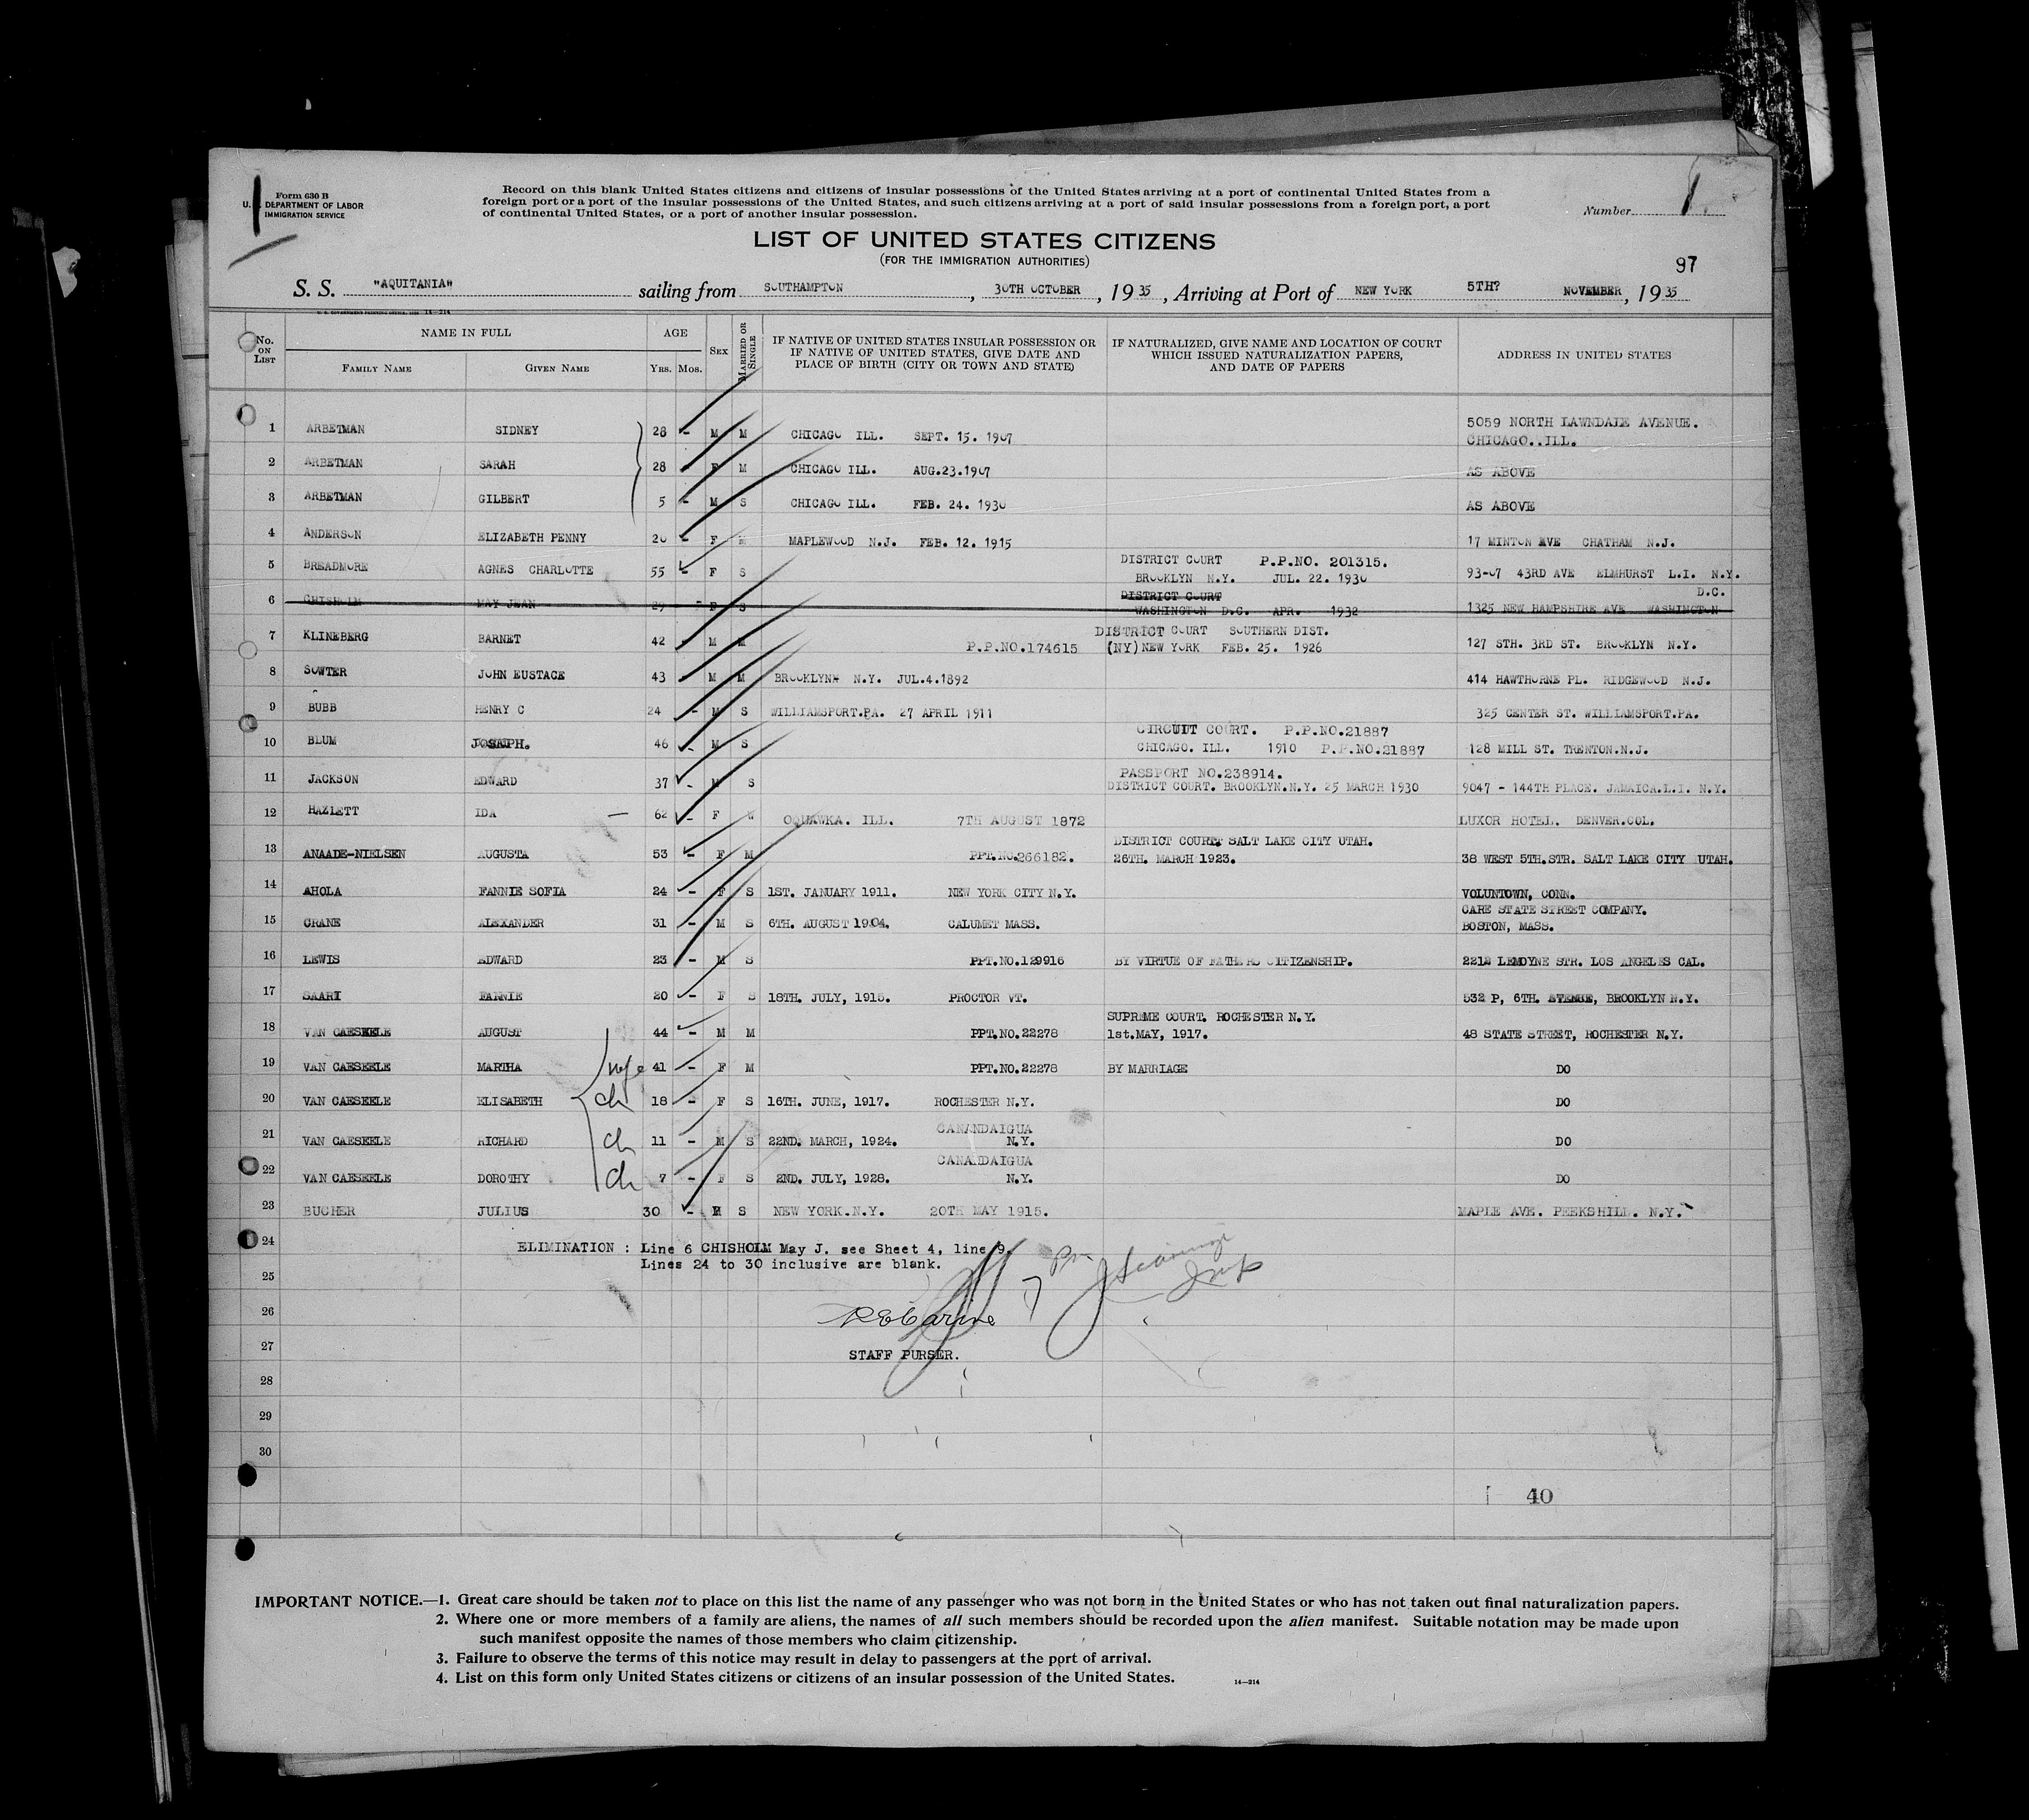 Form 630 B
U. S. DEPARTMENT OF LABOR
IMMIGRATION SERVICE
Record on this blank United States citizens and citizens of insular possessions of the United States arriving at a port of continental United States from a
foreign port or a port of the insular possessions of the United States, and such citizens arriving at a port of said insular possessions from a foreign port, a port
of continental United States, or a port of another insular possession.
Number
LIST OF UNITED STATES CITIZENS
(FOR THE IMMIGRATION AUTHORITIES)
97
S. S. "AQUITANIA" sailing from SOUTHAMPTON, 30TH OCTOBER, 1935, Arriving at Port of NEW YORK 5TH? NOVEMBER, 1935
No. ON LIST
NAME IN FULL
FAMILY NAME GIVEN NAME
AGE
YRS. MOS.
SEX
MARRIED OR SINGLE
IF NATIVE OF UNITED STATES INSULAR POSSESSION OR
IF NATIVE OF UNITED STATES, GIVE DATE AND
PLACE OF BIRTH (CITY OR TOWN AND STATE)
IF NATURALIZED, GIVE NAME AND LOCATION OF COURT
WHICH ISSUED NATURALIZATION PAPERS,
AND DATE OF PAPERS
ADDRESS IN UNITED STATES
1 ARBETMAN SIDNEY 28 - M M CHICAGO ILL. SEPT. 15. 1907 5059 NORTH LAWNDALE AVENUE.
CHICAGO..ILL.
2 ARBETMAN SARAH 28 F M CHICAGO ILL. AUG.23.1907 AS ABOVE
3 ARBETMAN GILBERT 5 - M S CHICAGO ILL. FEB. 24. 1930 AS ABOVE
4 ANDERSON ELIZABETH PENNY 20 - F M MAPLEWOOD N.J. FEB. 12. 1915 17 MINTON AVE CHATHAM N.J.
5 BREADMORE AGNES CHARLOTTE 55 - F S DISTRICT COURT P.P.NO. 201315.
BROOKLYN N.Y. JUL. 22. 1930 93-07 43RD AVE ELMHURST L.I. N.Y.
6 CHISHOLM MAY JEAN 29 - F S DISTRICT COURT
WASHINGTON D.C. APR. 1932 1325 NEW HAMPSHIRE AVE WASHINGTON D.C.
7 KLINEBERG BARNET 42 - M M P.P.NO.174615 DISTRICT COURT SOUTHERN DIST.
(NY) NEW YORK FEB. 25. 1926 127 STH. 3RD ST. BROOKLYN N.Y.
8 SOWTER JOHN EUSTACE 43 M M BROOKLYN N.Y. JUL.4.1892 414 HAWTHORNE PL. RIDGEWOOD N.J.
9 BUBB HENRY C 24 - M S WILLIAMSPORT.PA. 27 APRIL 1911 325 CENTER ST. WILLIAMSPORT.PA.
10 BLUM JOSEPH. 46 - M S CIRCUIT COURT. P.P.NO.21887
CHICAGO. ILL. 1910 P.P.NO.21887 128 MILL ST. TRENTON.N.J.
11 JACKSON EDWARD 37 - M S PASSPORT NO.238914.
DISTRICT COURT. BROOKLYN.N.Y. 25 MARCH 1930 9047 - 144TH PLACE. JAMAICA.L.I. N.Y.
12 HAZLETT IDA 62 - F W OQUAWKA. ILL. 7TH AUGUST 1872 LUXOR HOTEL. DENVER.COL.
13 ANAADE-NIELSEN AUGUSTA 53 - F M PPT.NO.266182. DISTRICT COURT. SALT LAKE CITY UTAH.
26TH. MARCH 1923. 38 WEST 5TH.STR. SALT LAKE CITY UTAH.
14 AHOLA FANNIE SOFIA 24 - F S 1ST. JANUARY 1911. NEW YORK CITY N.Y. VOLUNTOWN, CONN.
15 CRANE ALEXANDER 31 - M S 6TH. AUGUST 1904. CALUMET MASS. CARE STATE STREET COMPANY.
BOSTON, MASS.
16 LEWIS EDWARD 23 - M S PPT.NO.129916 BY VIRTUE OF FATHERS CITIZENSHIP. 2212 LEMOYNE STR. LOS ANGELES CAL.
17 SAARI FANNIE 20 - F S 18TH. JULY, 1915. PROCTOR VT. 532 P, 6TH. AVENUE, BROOKLYN N.Y.
18 VAN CAESEELE AUGUST 44 - M M PPT.NO.22278 SUPREME COURT. ROCHESTER N.Y.
1st.MAY, 1917. 48 STATE STREET, ROCHESTER N.Y.
19 VAN CAESEELE MARTHA wife 41 - F M PPT.NO.22278 BY MARRIAGE DO
20 VAN CAESEELE ELISABETH ch 18 - F S 16TH. JUNE, 1917. ROCHESTER N.Y. DO
21 VAN CAESEELE RICHARD ch 11 - M S 22ND. MARCH, 1924. CANANDAIGUA
N.Y. DO
22 VAN CAESEELE DOROTHY ch 7 - F S 2ND. JULY, 1928. CANANDAIGUA
N.Y. DO
23 BUCHER JULIUS 30 - M S NEW YORK.N.Y. 20TH MAY 1915. MAPLE AVE. PEEKSHILL. N.Y.
24 ELIMINATION : Line 6 CHISHOLM May J. see Sheet 4, line 9.
Lines 24 to 30 inclusive are blank.
25
26
27 STAFF PURSER.
28
29
30
40
IMPORTANT NOTICE.—1. Great care should be taken not to place on this list the name of any passenger who was not born in the United States or who has not taken out final naturalization papers.
2. Where one or more members of a family are aliens, the names of all such members should be recorded upon the alien manifest. Suitable notation may be made upon
such manifest opposite the names of those members who claim citizenship.
3. Failure to observe the terms of this notice may result in delay to passengers at the port of arrival.
4. List on this form only United States citizens or citizens of an insular possession of the United States.
14—214